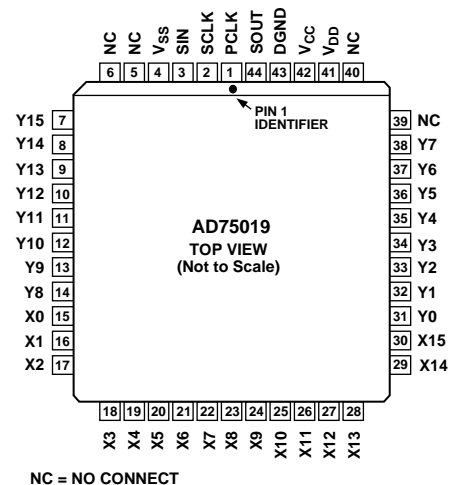 NC NC VSS SIN SCLK PCLK SOUT DGND VCC VDD NC
6 5 4 3 2 1 44 43 42 41 40
PIN 1
IDENTIFIER
Y15 7
Y14 8
Y13 9
Y12 10
Y11 11
Y10 12
Y9 13
Y8 14
X0 15
X1 16
X2 17
AD75019
TOP VIEW
(Not to Scale)
39 NC
38 Y7
37 Y6
36 Y5
35 Y4
34 Y3
33 Y2
32 Y1
31 Y0
30 X15
29 X14
18 19 20 21 22 23 24 25 26 27 28
X3 X4 X5 X6 X7 X8 X9 X10 X11 X12 X13
NC = NO CONNECT